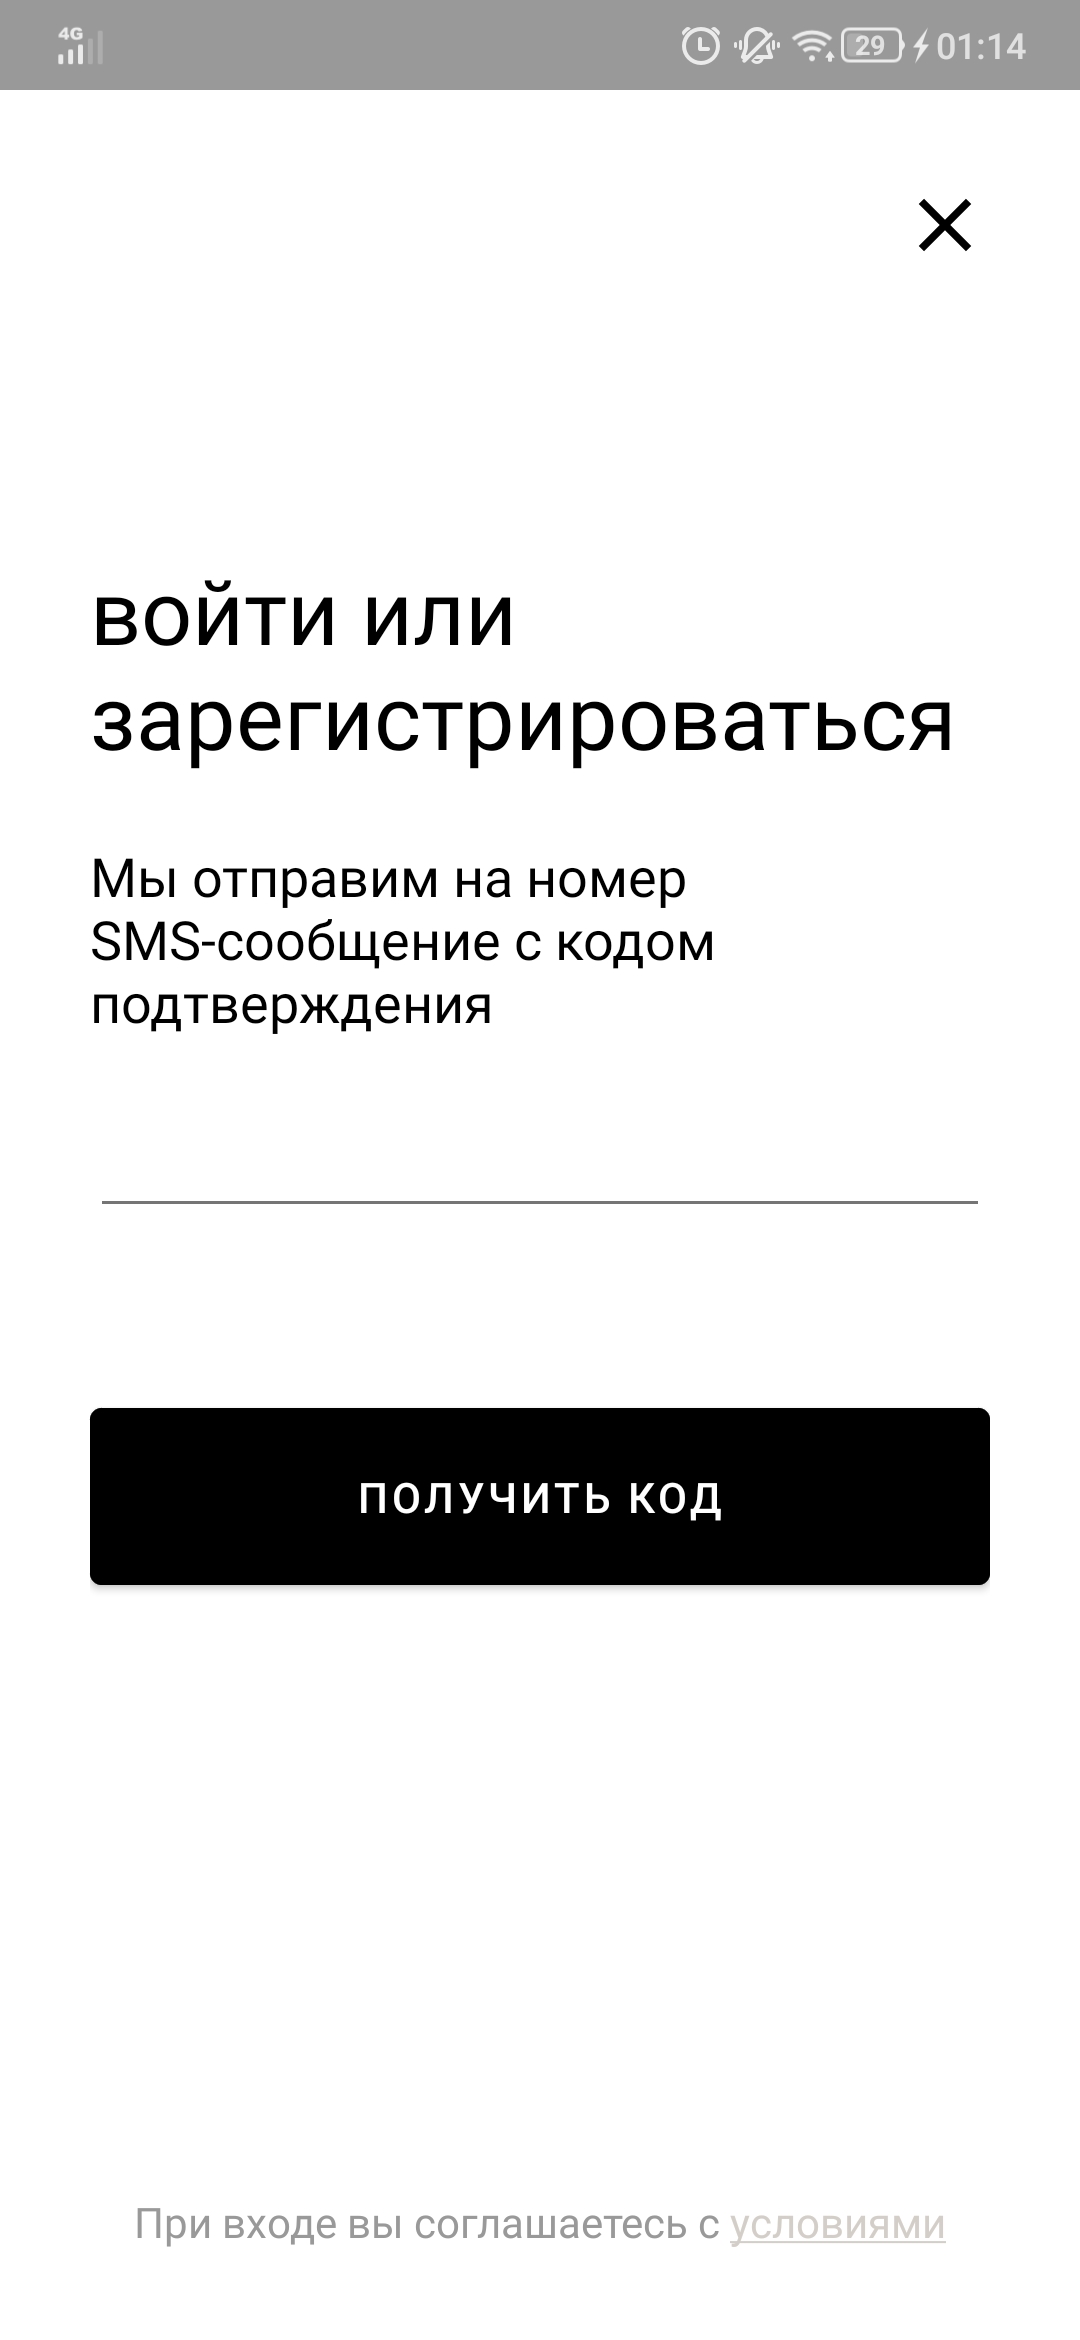 4G
29 01:14
войти или
зарегистрироваться
Мы отправим на номер
SMS-сообщение с кодом
подтверждения
ПОЛУЧИТЬ КОД
При входе вы соглашаетесь с условиями